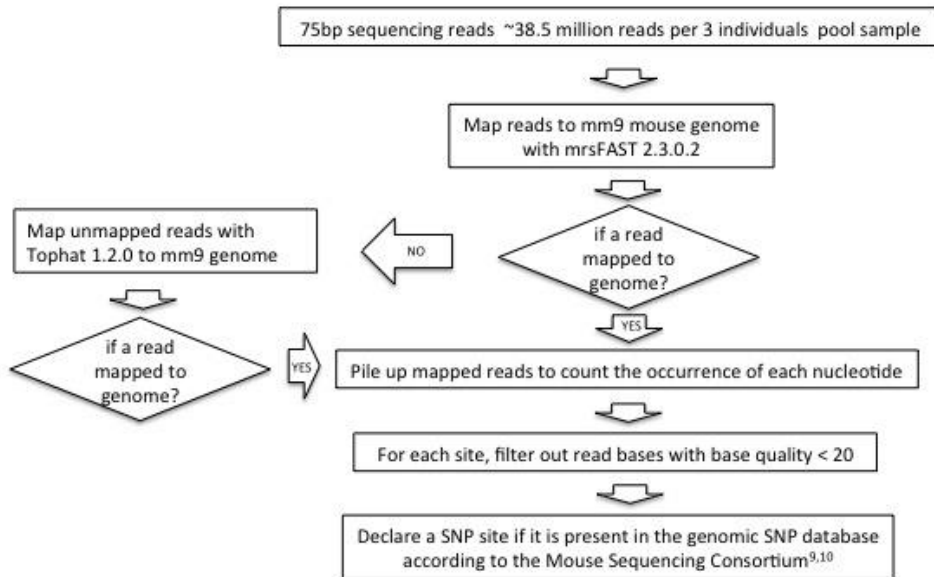 75bp sequencing reads ~38.5 million reads per 3 individuals pool sample
Map reads to mm9 mouse genome
with mrsFAST 2.3.0.2
if a read
mapped to
genome?
NO
Map unmapped reads with
Tophat 1.2.0 to mm9 genome
if a read
mapped to
genome?
YES
YES
Pile up mapped reads to count the occurrence of each nucleotide
For each site, filter out read bases with base quality < 20
Declare a SNP site if it is present in the genomic SNP database
according to the Mouse Sequencing Consortium9,10